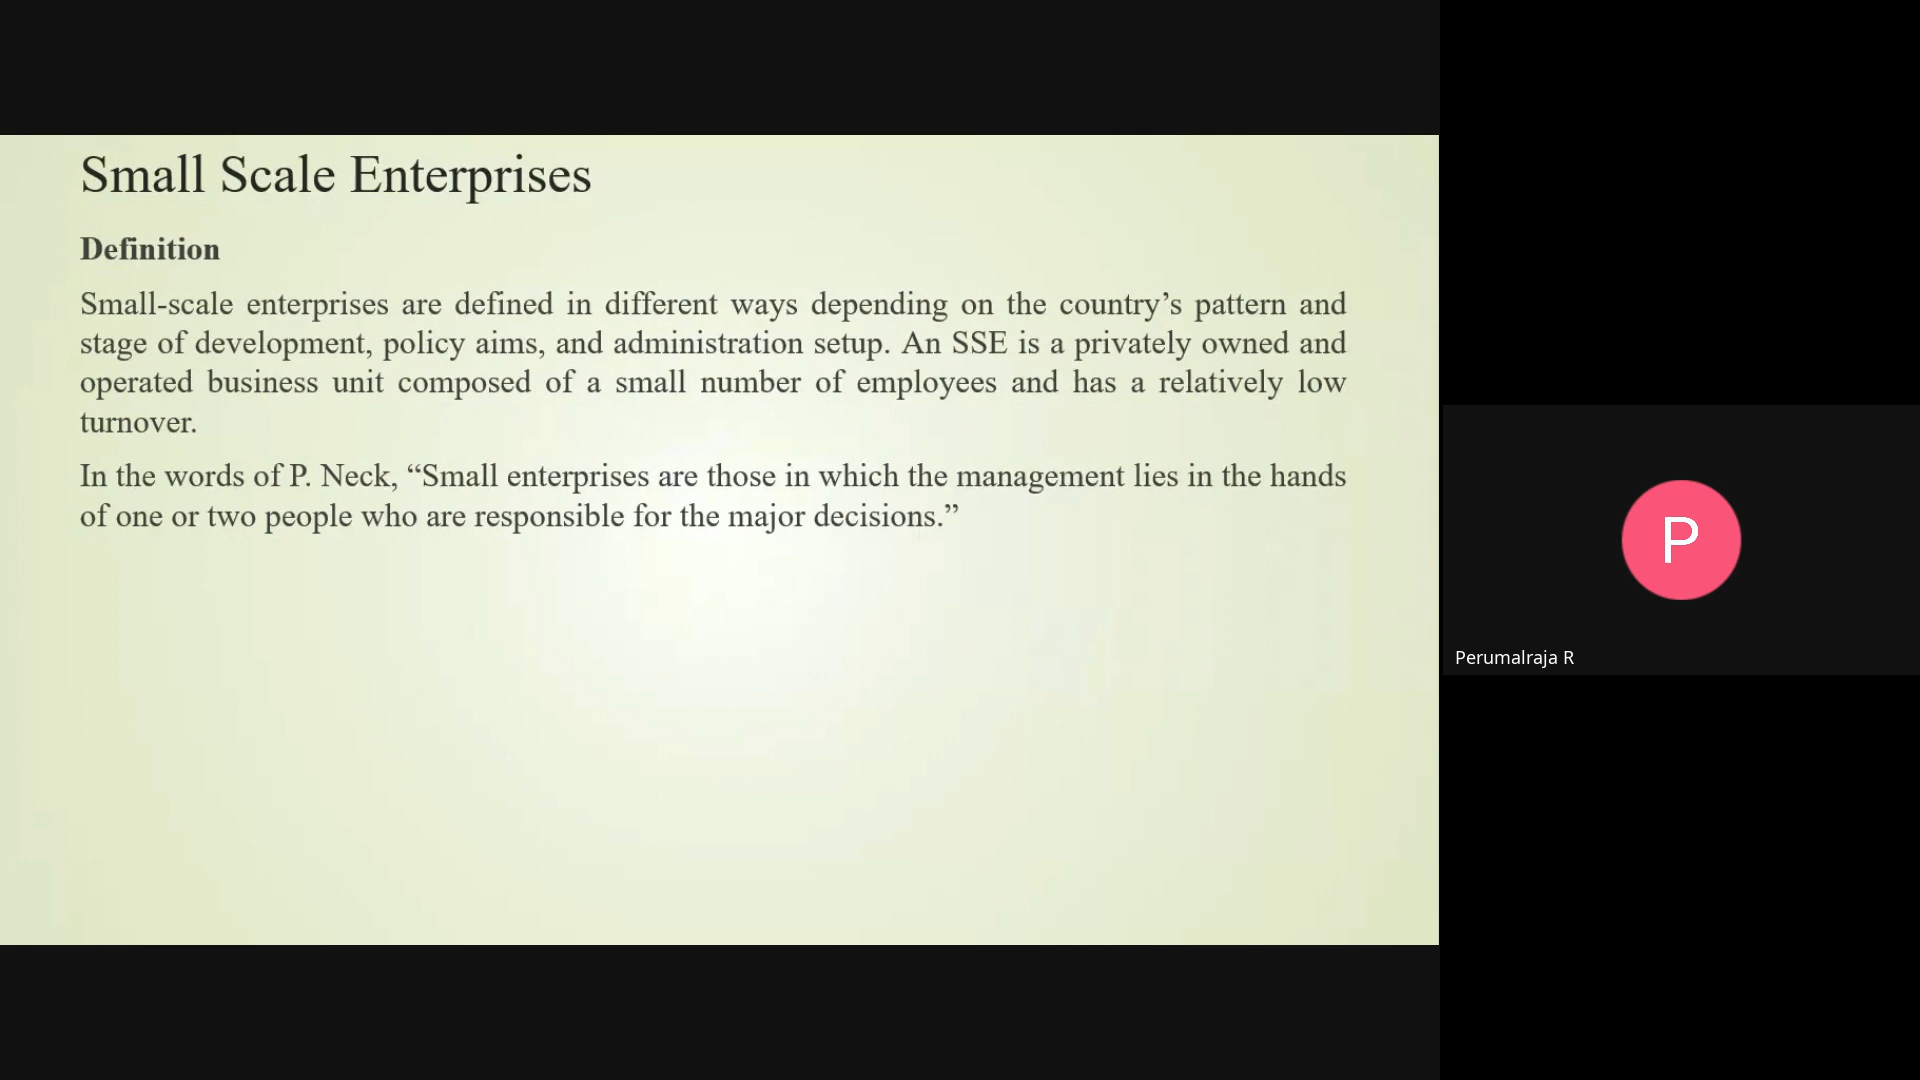 Small Scale Enterprises
Definition
Small-scale enterprises are defined in different ways depending on the country’s pattern and
stage of development, policy aims, and administration setup. An SSE is a privately owned and
operated business unit composed of a small number of employees and has a relatively low
turnover.
In the words of P. Neck, “Small enterprises are those in which the management lies in the hands
of one or two people who are responsible for the major decisions.”
P
Perumalraja R